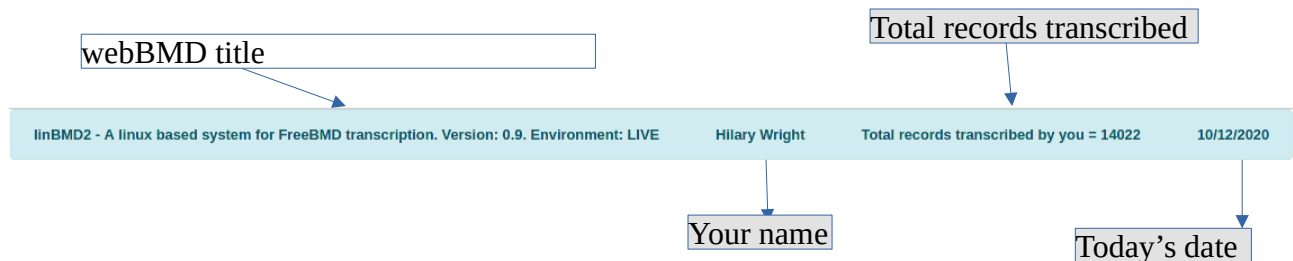 Total records transcribed
webBMD title
linBMD2 - A linux based system for FreeBMD transcription. Version: 0.9. Environment: LIVE Hilary Wright Total records transcribed by you = 14022 10/12/2020
Your name
Today’s date